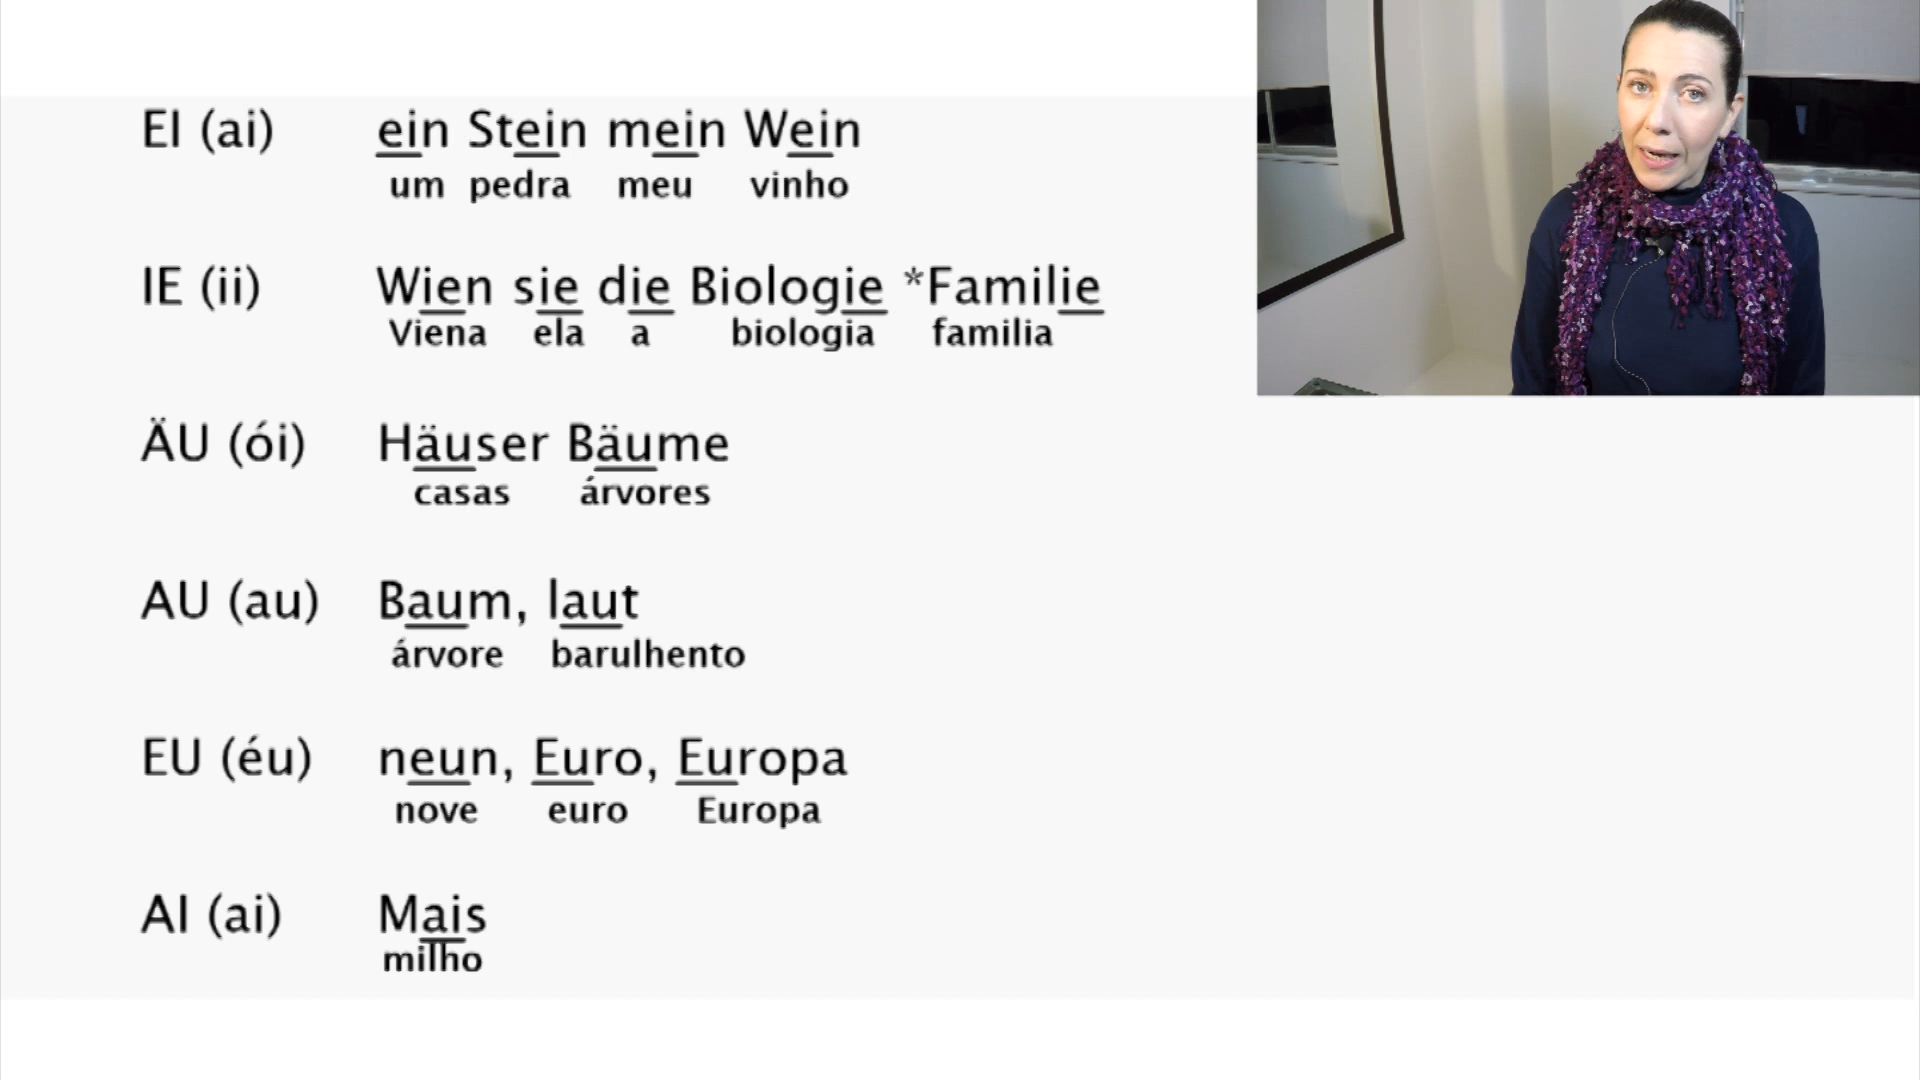 EI (ai) ein Stein mein Wein
um pedra meu vinho
IE (ii) Wien sie die Biologie *Familie
Viena ela a biologia familia
ÄU (ói) Häuser Bäume
casas árvores
AU (au) Baum, laut
árvore barulhento
EU (éu) neun, Euro, Europa
nove euro Europa
AI (ai) Mais
milho